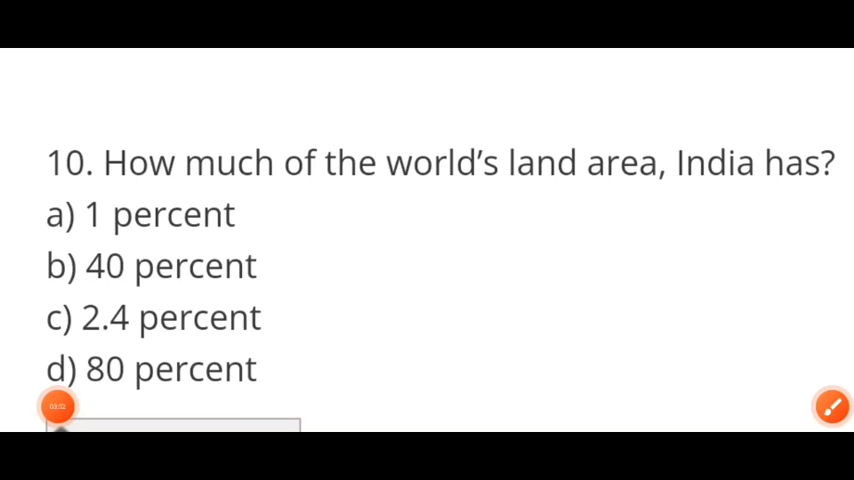 10. How much of the world’s land area, India has?
a) 1 percent
b) 40 percent
c) 2.4 percent
d) 80 percent